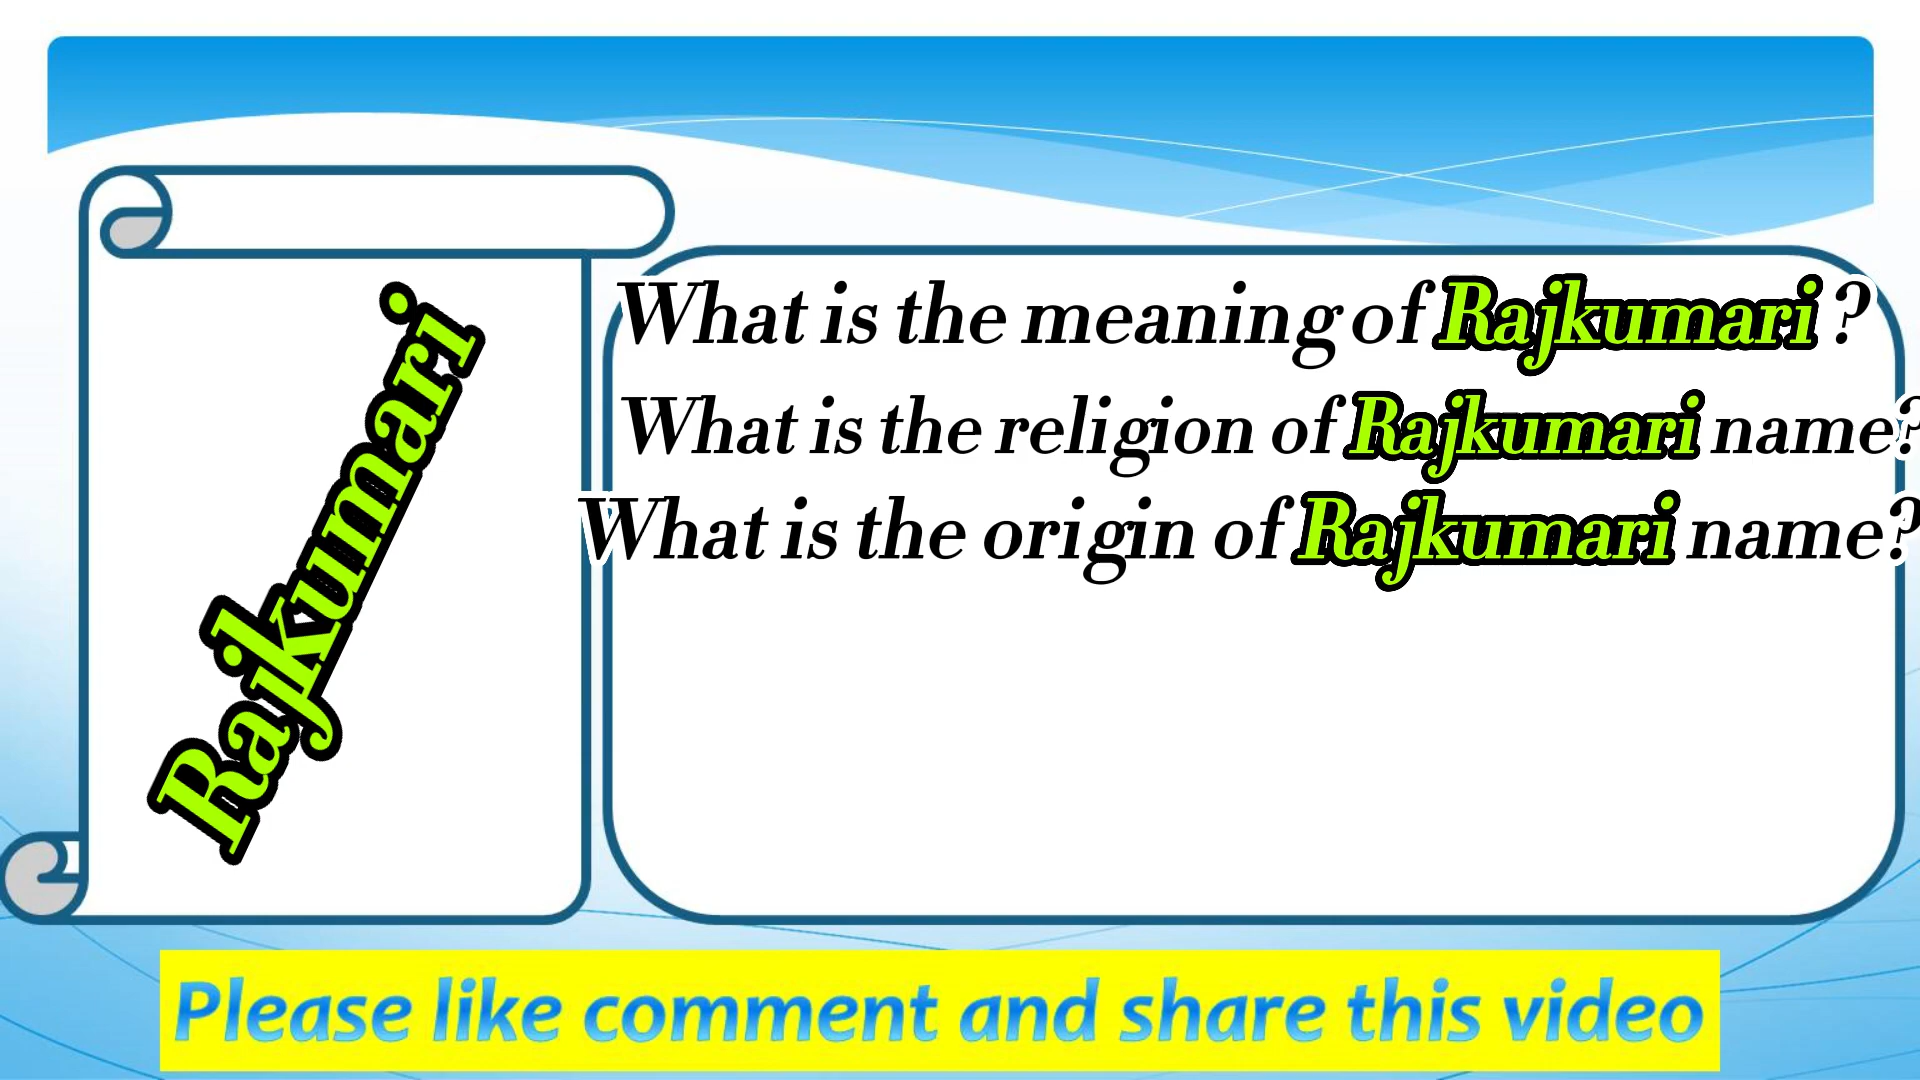 Rajkumari
What is the meaning of Rajkumari ?
What is the religion of Rajkumari name?
What is the origin of Rajkumari name?
Please like comment and share this video